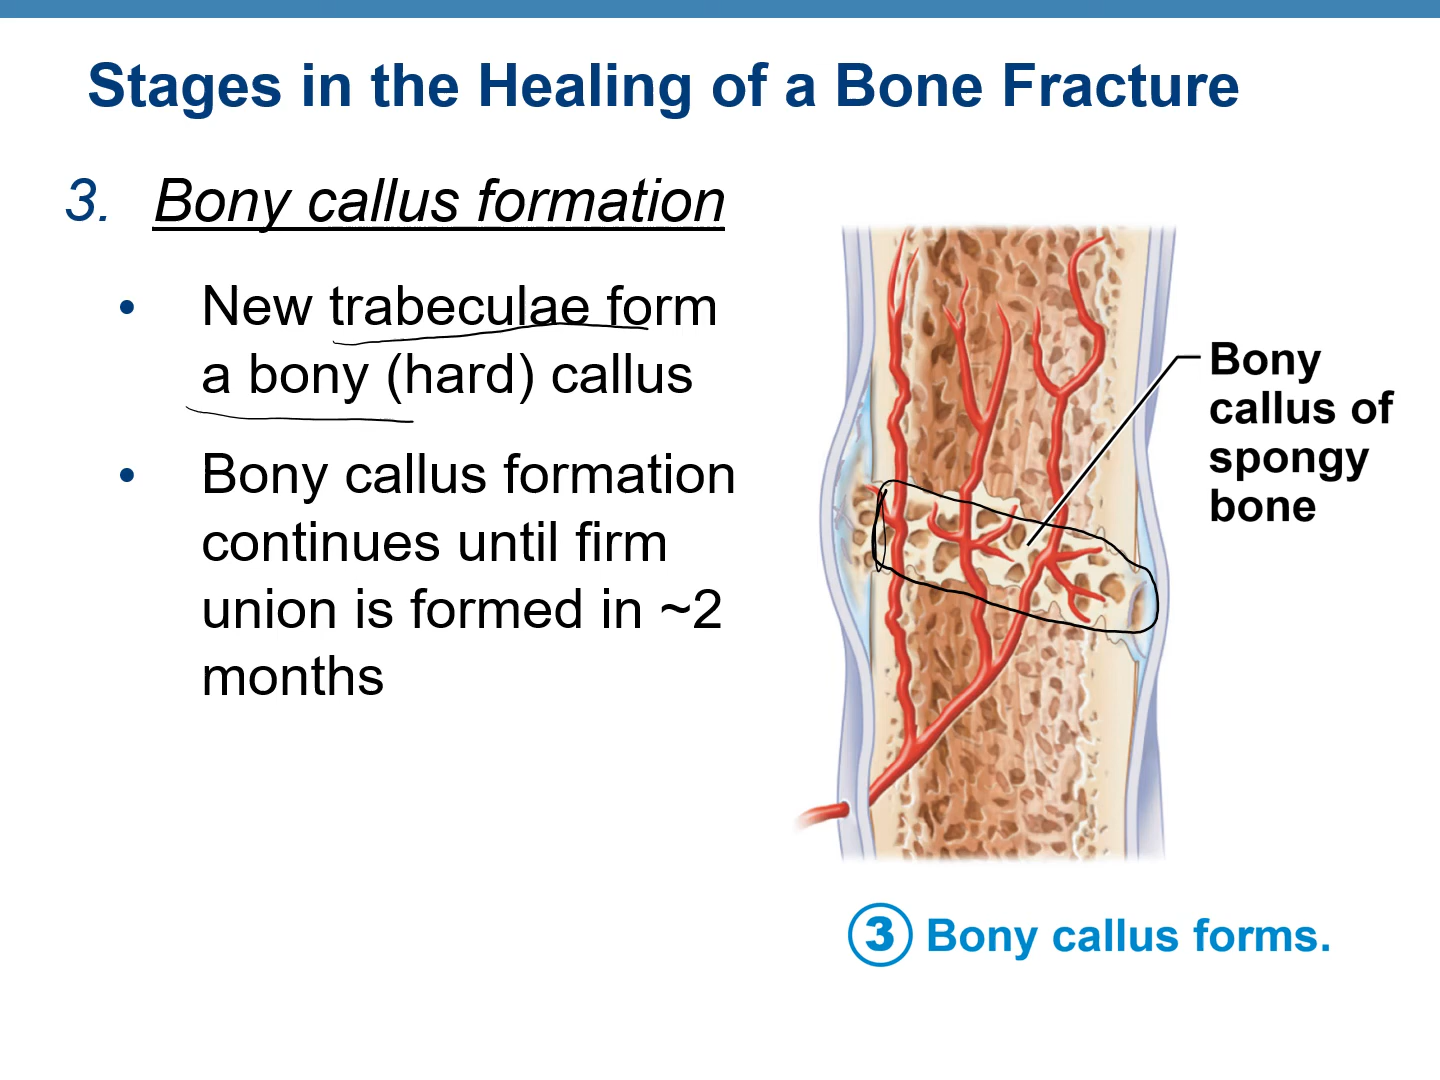 Stages in the Healing of a Bone Fracture
3. Bony callus formation
• New trabeculae form
a bony (hard) callus
• Bony callus formation
continues until firm
union is formed in ~2
months
Bony
callus of
spongy
bone
3 Bony callus forms.